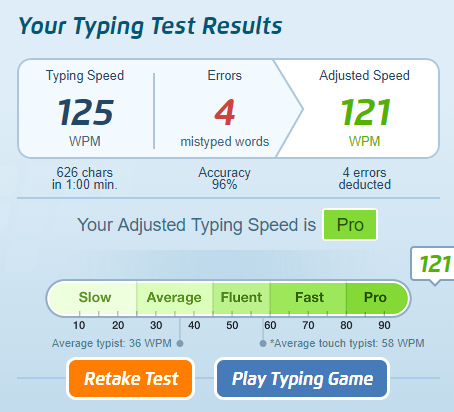 Your Typing Test Results
Typing Speed Errors Adjusted Speed
125 4 121
WPM mistyped words WPM
626 chars Accuracy 4 errors
in 1:00 min. 96% deducted
Your Adjusted Typing Speed is Pro
121
Slow Average Fluent Fast Pro
10 20 30 40 50 60 70 80 90
Average typist: 36 WPM *Average touch typist: 58 WPM
Retake Test Play Typing Game